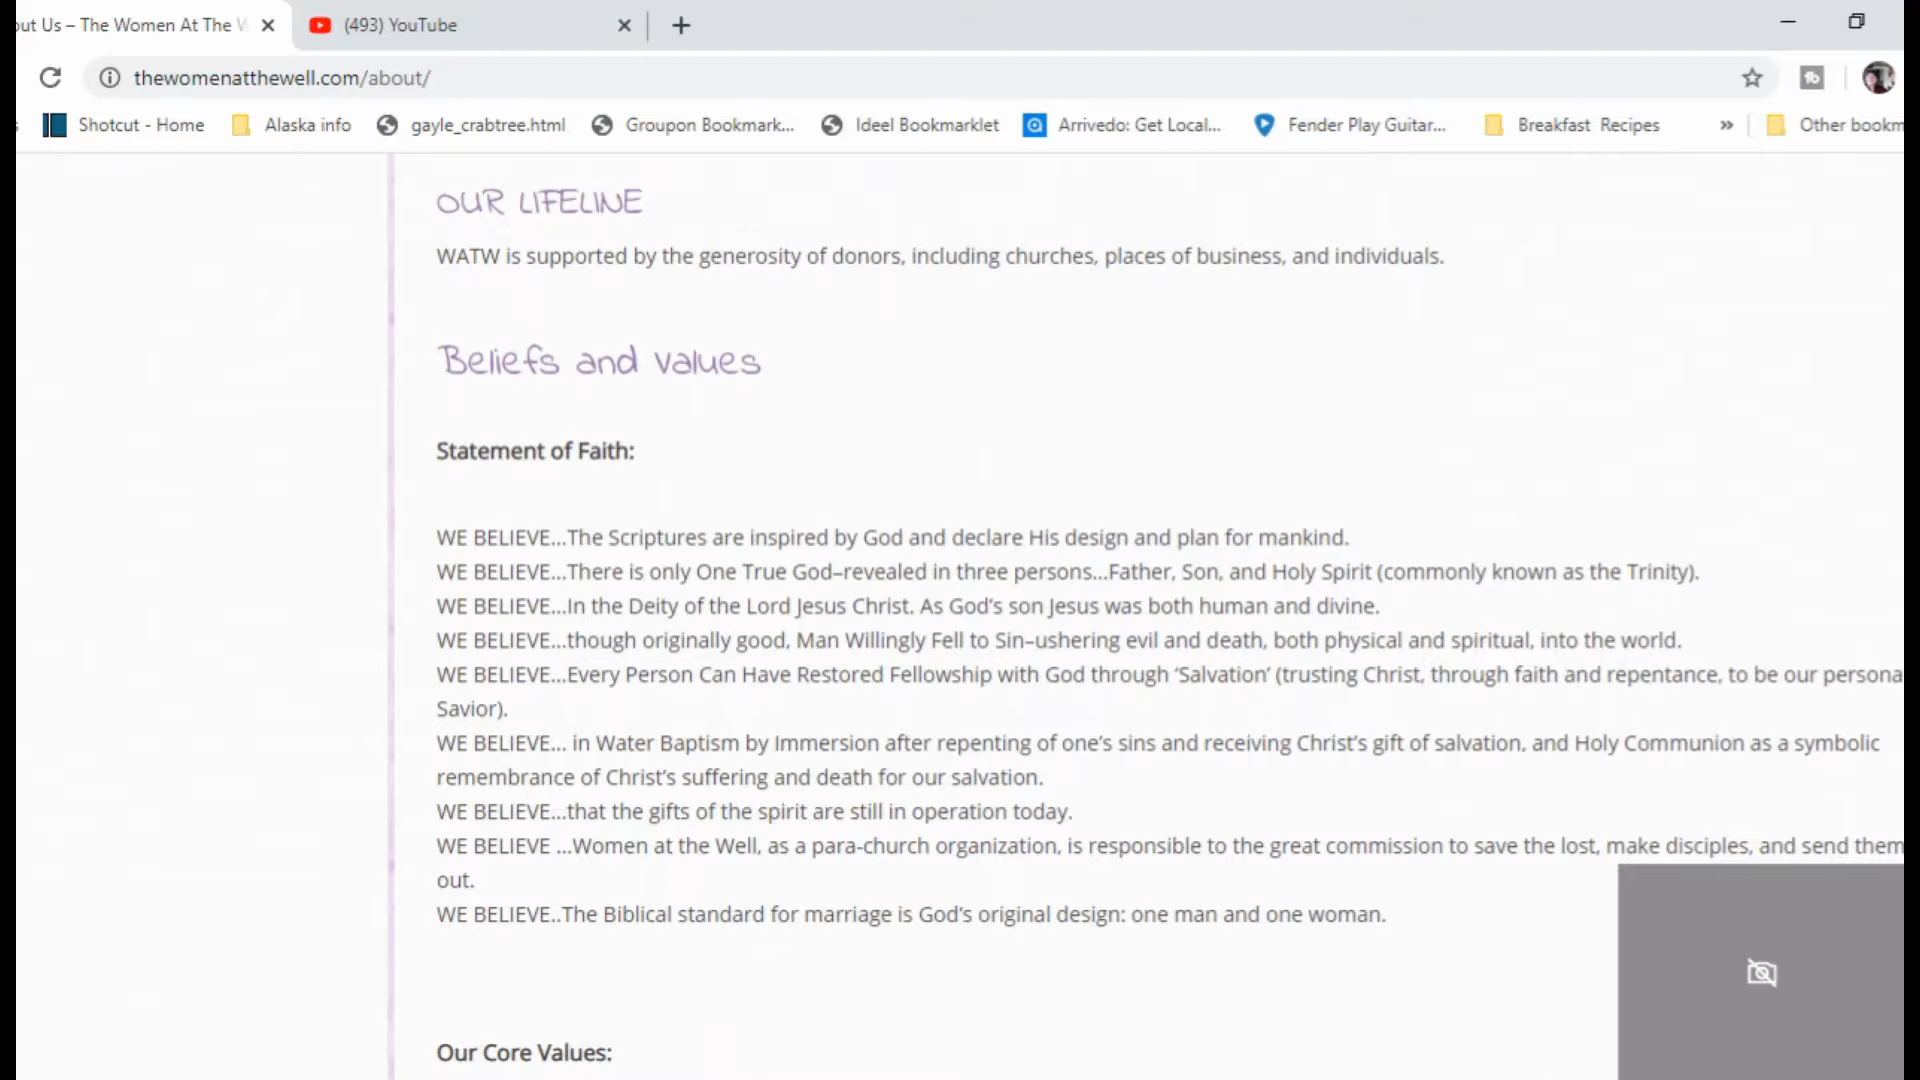 out Us – The Women At The W
(493) YouTube
thewomenatthewell.com/about/
Shotcut - Home
Alaska info
gayle_crabtree.html
Groupon Bookmark...
Ideel Bookmarklet
Arrivedo: Get Local...
Fender Play Guitar...
Breakfast Recipes
»
Other bookm
OUR LIFELINE
WATW is supported by the generosity of donors, including churches, places of business, and individuals.
Beliefs and values
Statement of Faith:
WE BELIEVE...The Scriptures are inspired by God and declare His design and plan for mankind.
WE BELIEVE...There is only One True God–revealed in three persons...Father, Son, and Holy Spirit (commonly known as the Trinity).
WE BELIEVE...In the Deity of the Lord Jesus Christ. As God's son Jesus was both human and divine.
WE BELIEVE...though originally good, Man Willingly Fell to Sin–ushering evil and death, both physical and spiritual, into the world.
WE BELIEVE...Every Person Can Have Restored Fellowship with God through ‘Salvation’ (trusting Christ, through faith and repentance, to be our persona
Savior).
WE BELIEVE... in Water Baptism by Immersion after repenting of one's sins and receiving Christ's gift of salvation, and Holy Communion as a symbolic
remembrance of Christ's suffering and death for our salvation.
WE BELIEVE...that the gifts of the spirit are still in operation today.
WE BELIEVE ...Women at the Well, as a para-church organization, is responsible to the great commission to save the lost, make disciples, and send them
out.
WE BELIEVE..The Biblical standard for marriage is God's original design: one man and one woman.
Our Core Values: